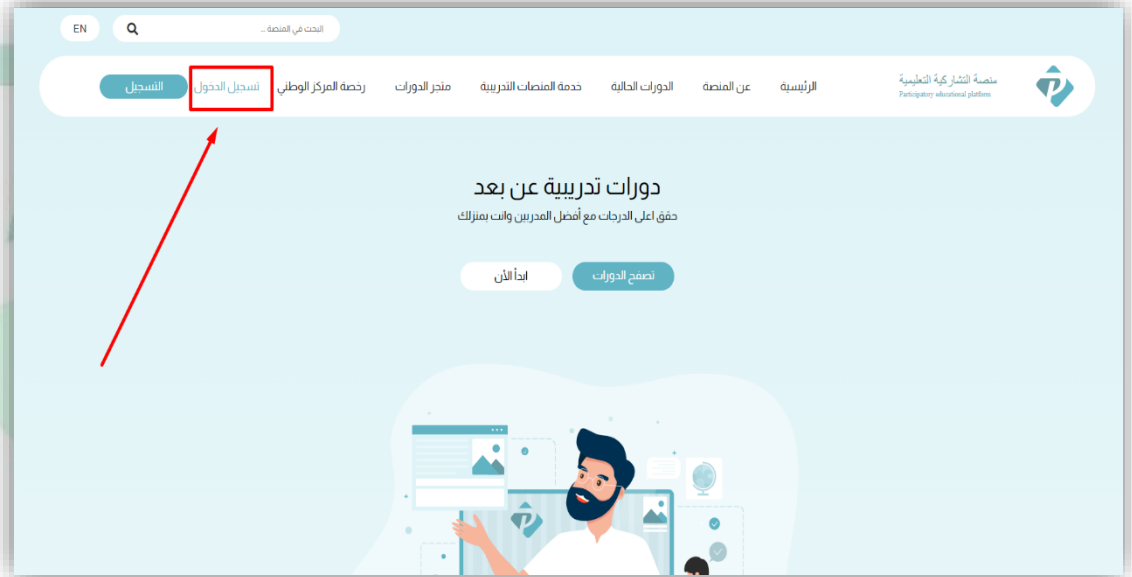 البحث في المنصة ..
EN
منصة التشاركية التعليمية
Participatory educational platform
الرئيسية
عن المنصة
الدورات الحالية
خدمة المنصات التدريبية
متجر الدورات
رخصة المركز الوطني
تسجيل الدخول
التسجيل
دورات تدريبية عن بعد
حقق اعلى الدرجات مع أفضل المدربين وانت بمنزلك
تصفح الدورات
ابدأ الأن